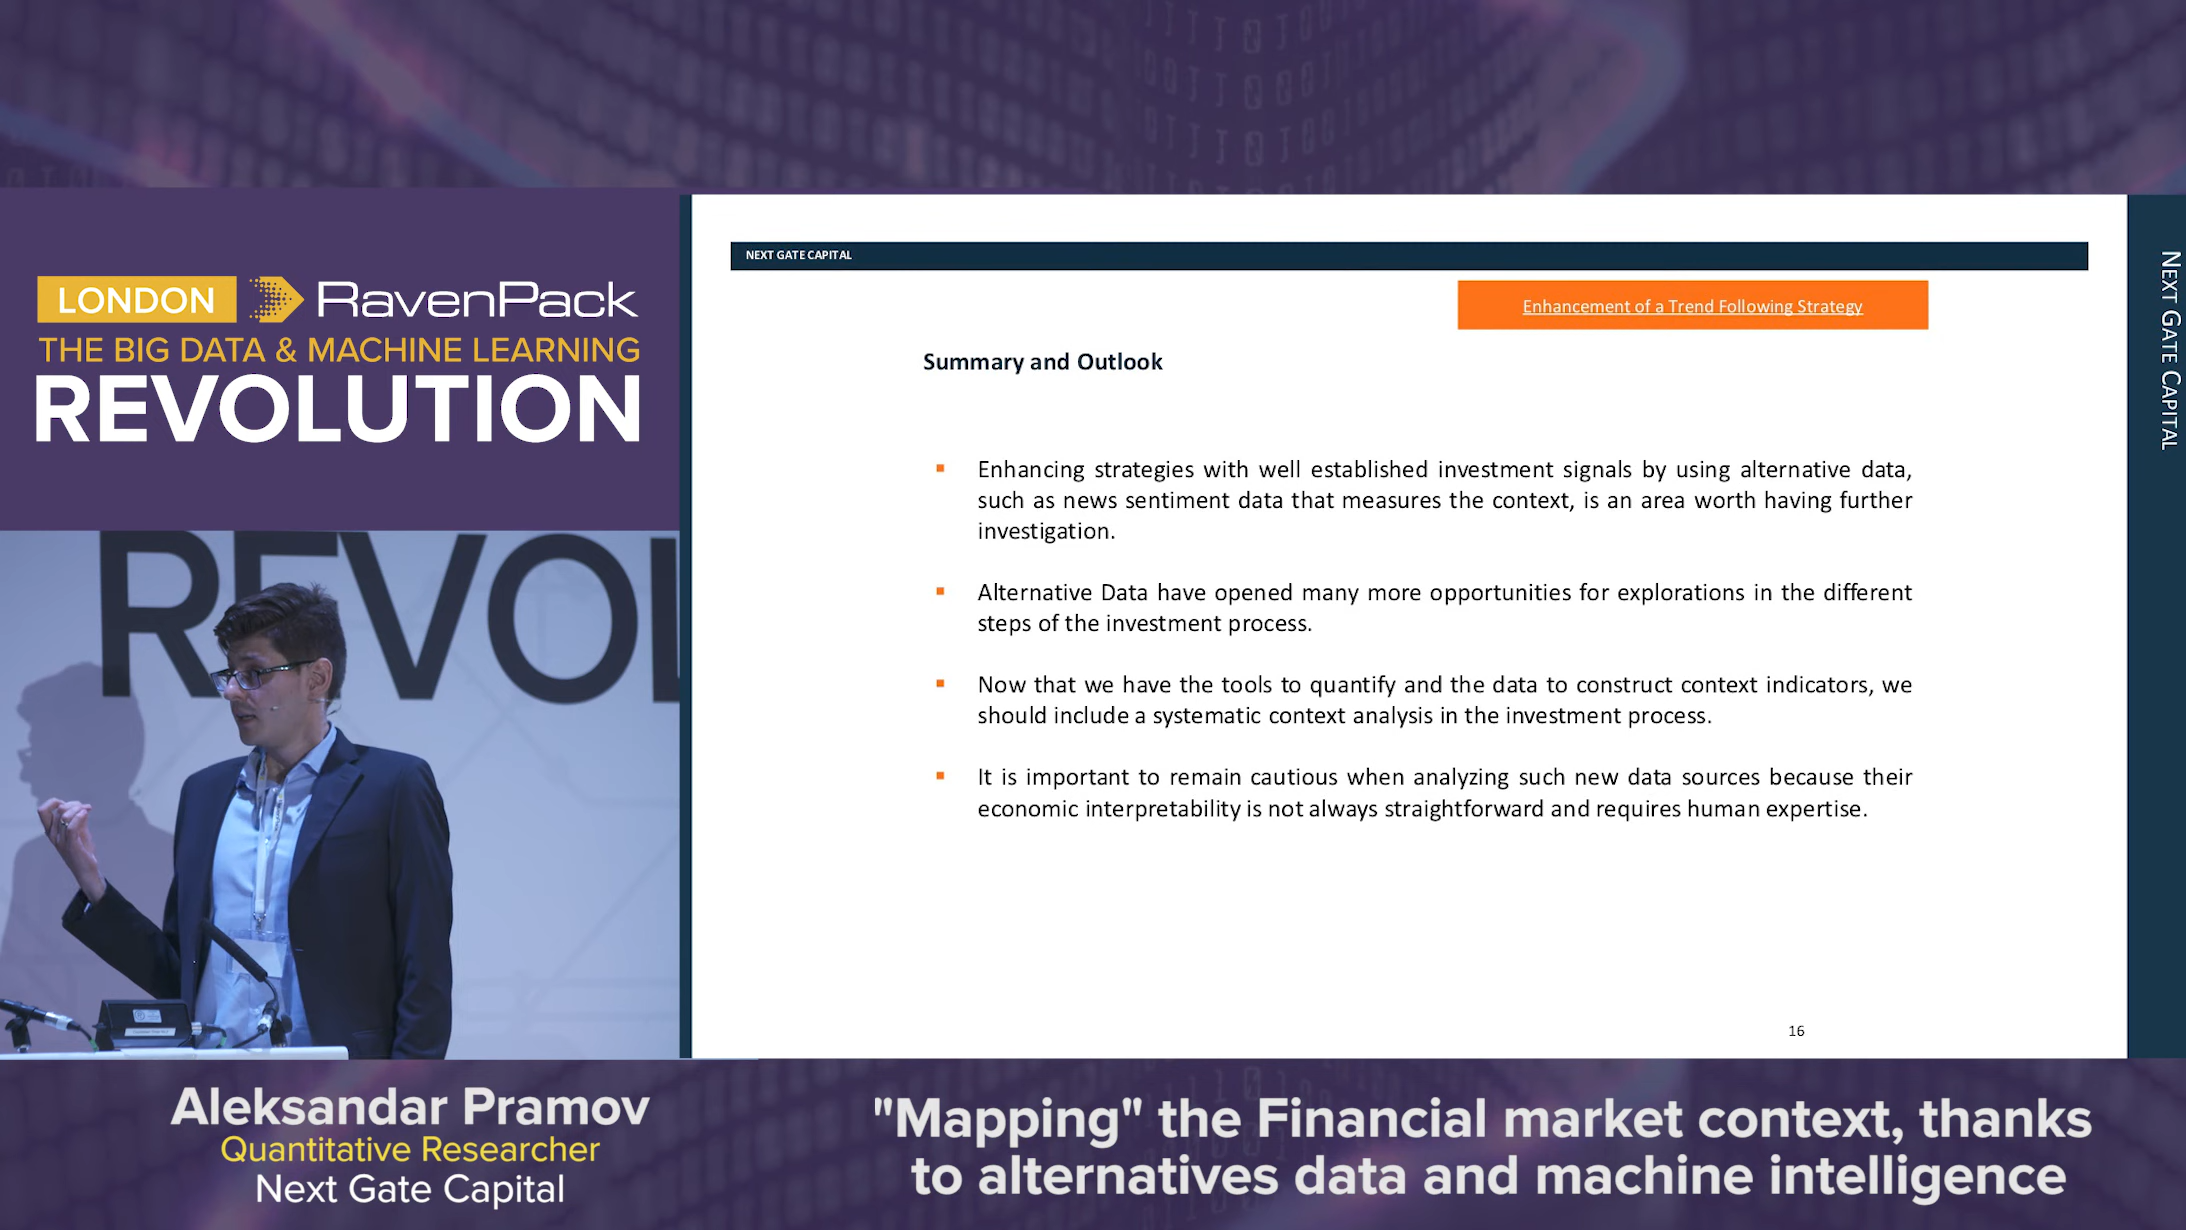 LONDON RavenPack
THE BIG DATA & MACHINE LEARNING
REVOLUTION
REVOL
NEXT GATE CAPITAL
Enhancement of a Trend Following Strategy
Summary and Outlook
Enhancing strategies with well established investment signals by using alternative data,
such as news sentiment data that measures the context, is an area worth having further
investigation.
Alternative Data have opened many more opportunities for explorations in the different
steps of the investment process.
Now that we have the tools to quantify and the data to construct context indicators, we
should include a systematic context analysis in the investment process.
It is important to remain cautious when analyzing such new data sources because their
economic interpretability is not always straightforward and requires human expertise.
16
NEXT GATE CAPITAL
Aleksandar Pramov
Quantitative Researcher
Next Gate Capital
"Mapping" the Financial market context, thanks
to alternatives data and machine intelligence